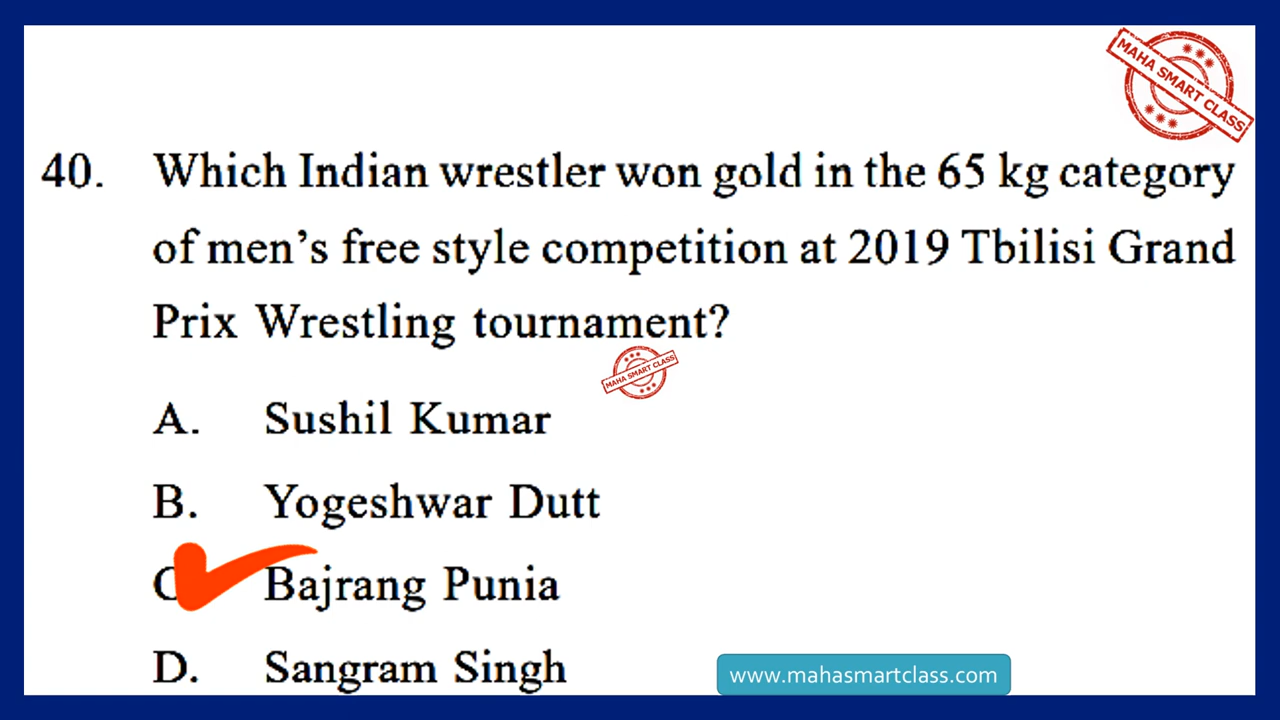 MAHA SMART CLASS
40. Which Indian wrestler won gold in the 65 kg category
of men's free style competition at 2019 Tbilisi Grand
Prix Wrestling tournament?
MAHA SMART CLASS
A. Sushil Kumar
B. Yogeshwar Dutt
C Bajrang Punia
D. Sangram Singh
www.mahasmartclass.com